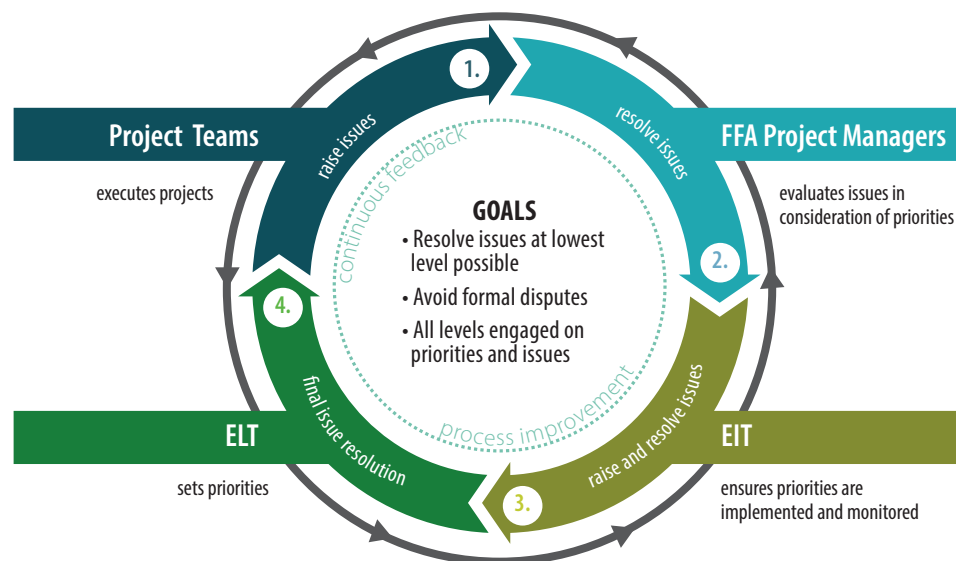 1.
raise issues
Project Teams
executes projects
resolve issues
FFA Project Managers
evaluates issues in
consideration of priorities
2.
continuous feedback
GOALS
• Resolve issues at lowest
level possible
• Avoid formal disputes
• All levels engaged on
priorities and issues
process improvement
4.
final issue resolution
ELT
sets priorities
raise and resolve issues
EIT
ensures priorities are
implemented and monitored
3.